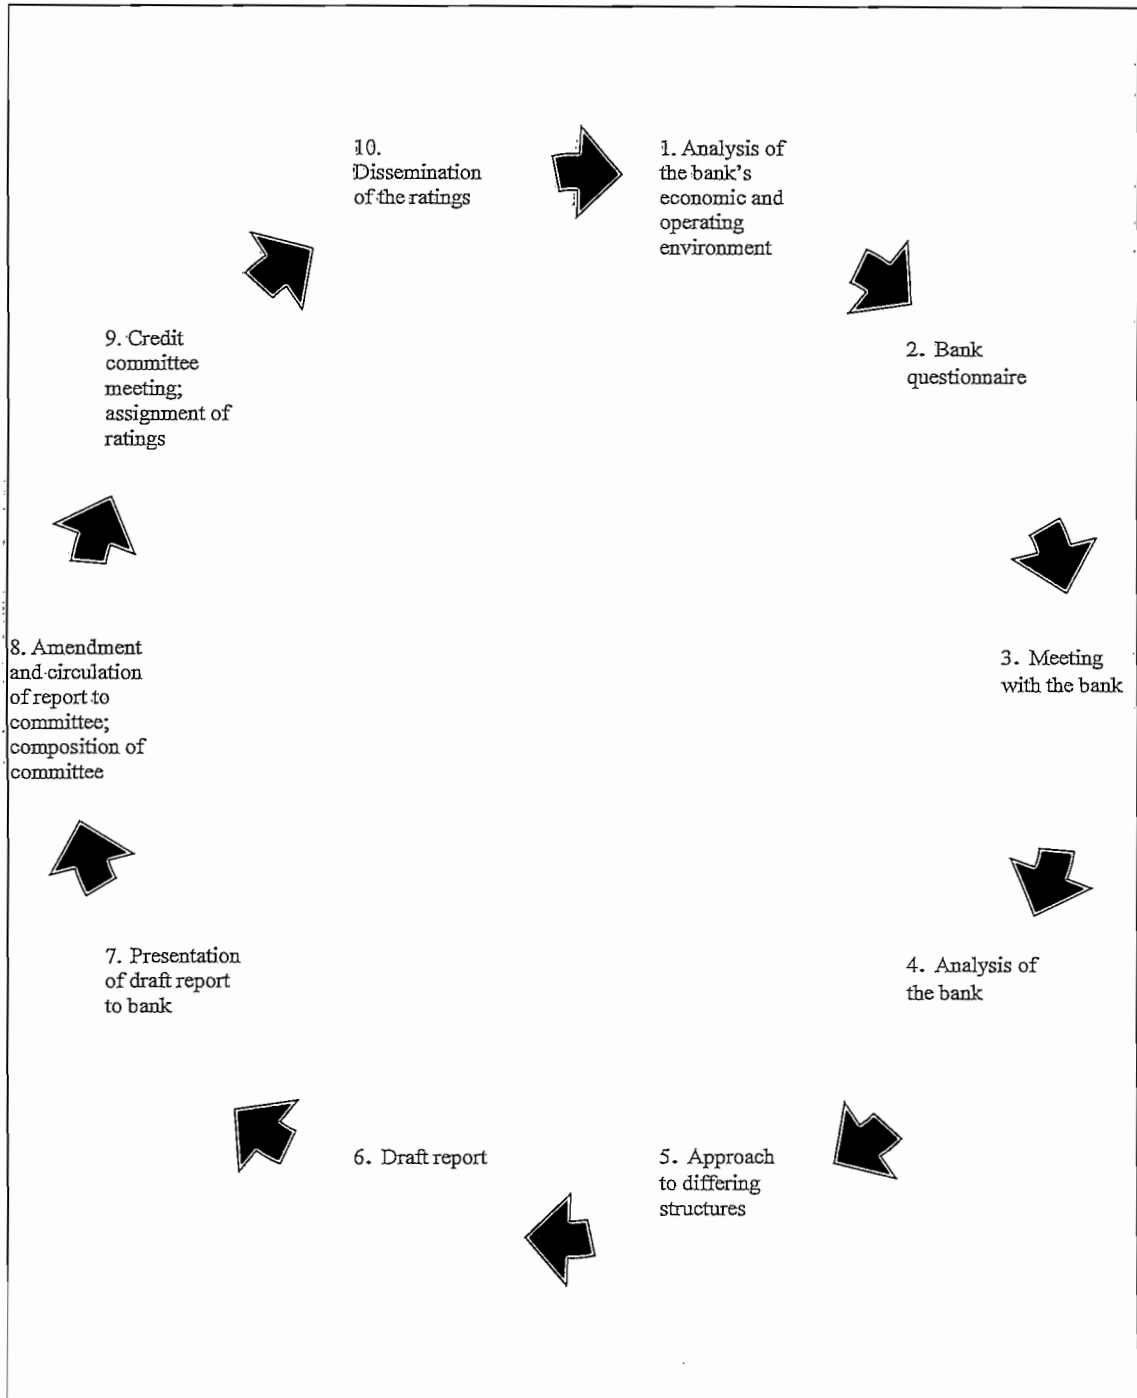 1. Analysis of
the bank's
economic and
operating
environment
2. Bank
questionnaire
3. Meeting
with the bank
4. Analysis of
the bank
5. Approach
to differing
structures
6. Draft report
7. Presentation
of draft report
to bank
8. Amendment
and circulation
of report to
committee;
composition of
committee
9. Credit
committee
meeting;
assignment of
ratings
10.
Dissemination
of the ratings